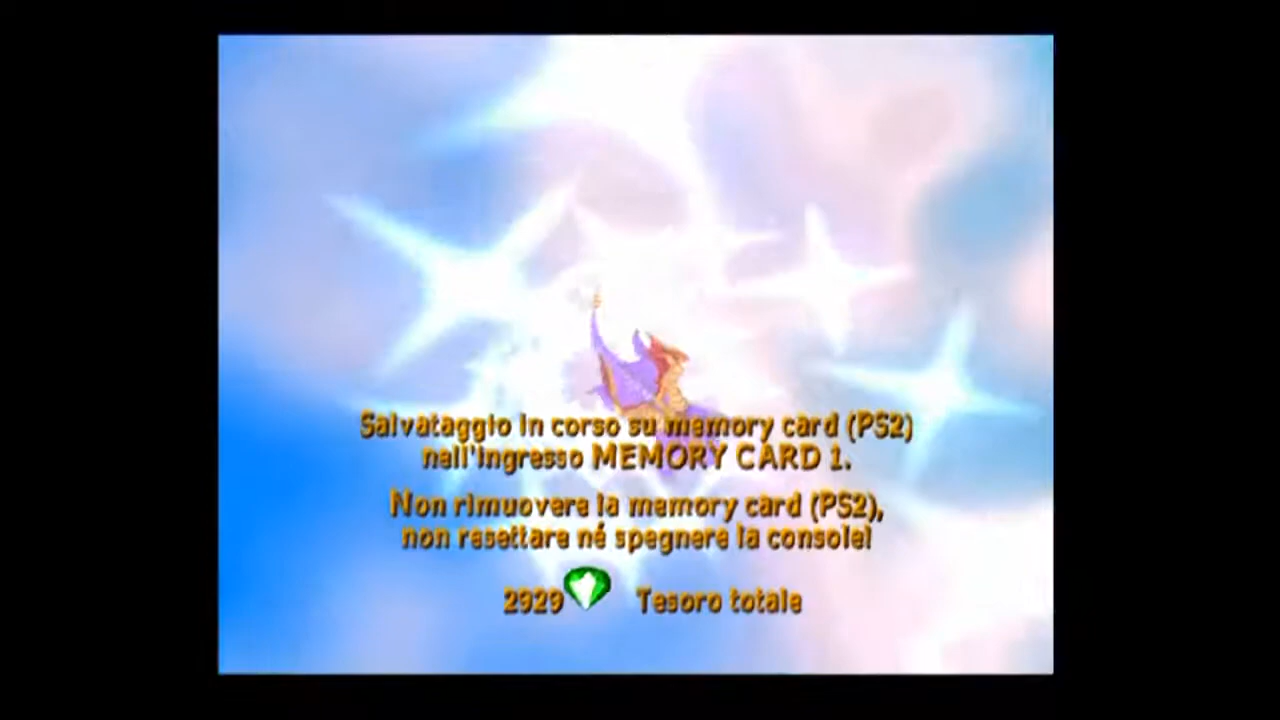 Salvataggio in corso su memory card (PS2)
nell'ingresso MEMORY CARD 1.
Non rimuovere la memory card (PS2),
non resettare né spegnere la console!
2929 Tesoro totale